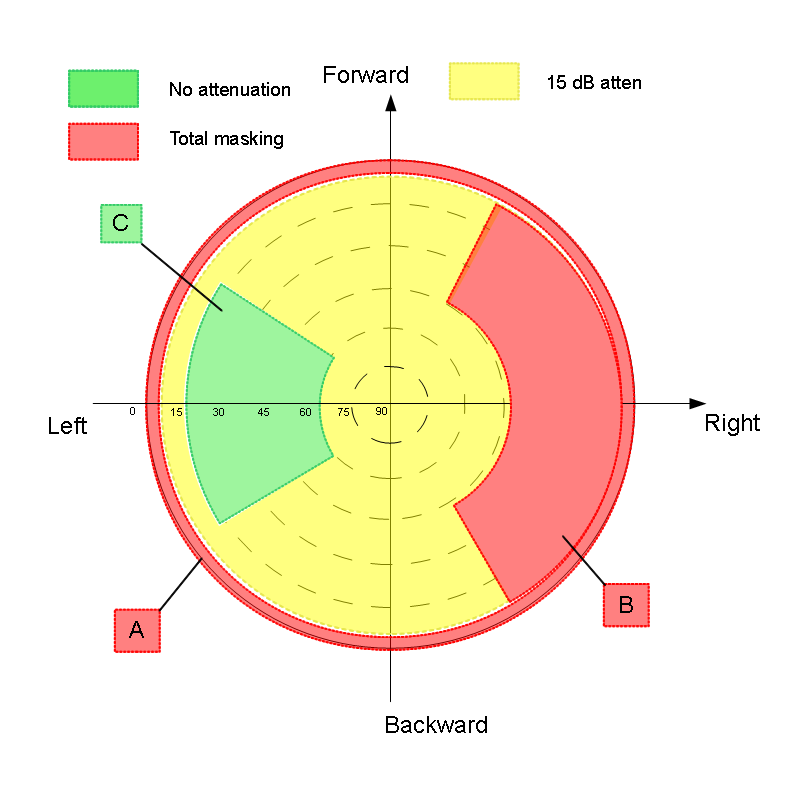 Forward
No attenuation
15 dB atten
Total masking
C
0 15 30 45 60 75 90
Left
Right
B
A
Backward